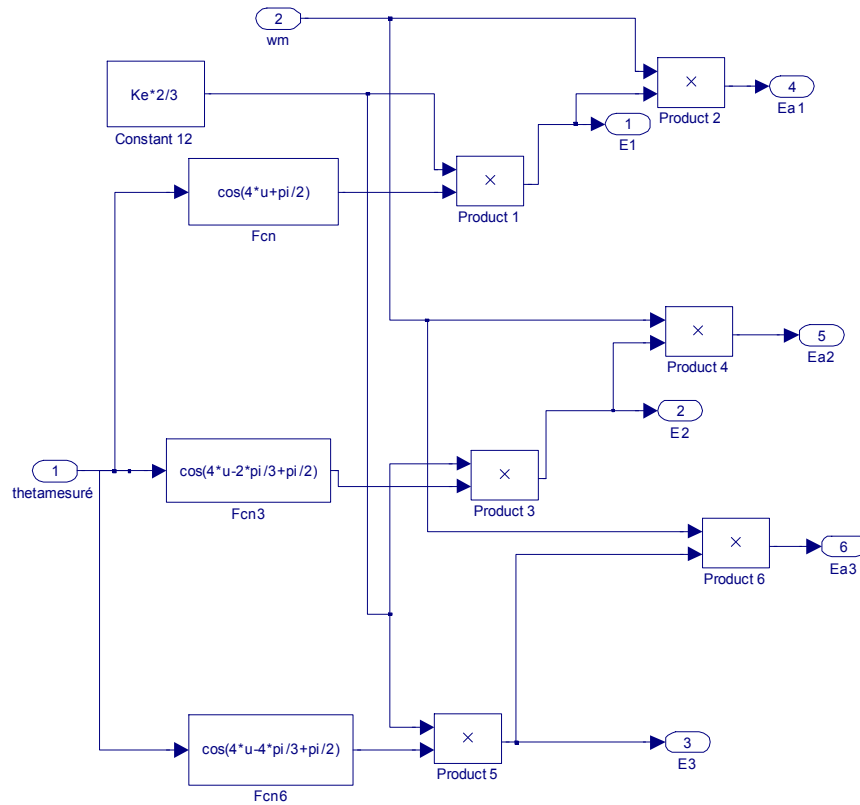 2
wm
Ke*2/3
Constant 12
×
Product 2
4
Ea1
1
E1
cos(4*u+pi/2)
Fcn
×
Product 1
×
Product 4
5
Ea2
2
E2
1
thetamesuré
cos(4*u-2*pi/3+pi/2)
Fcn3
×
Product 3
×
Product 6
6
Ea3
cos(4*u-4*pi/3+pi/2)
Fcn6
×
Product 5
3
E3